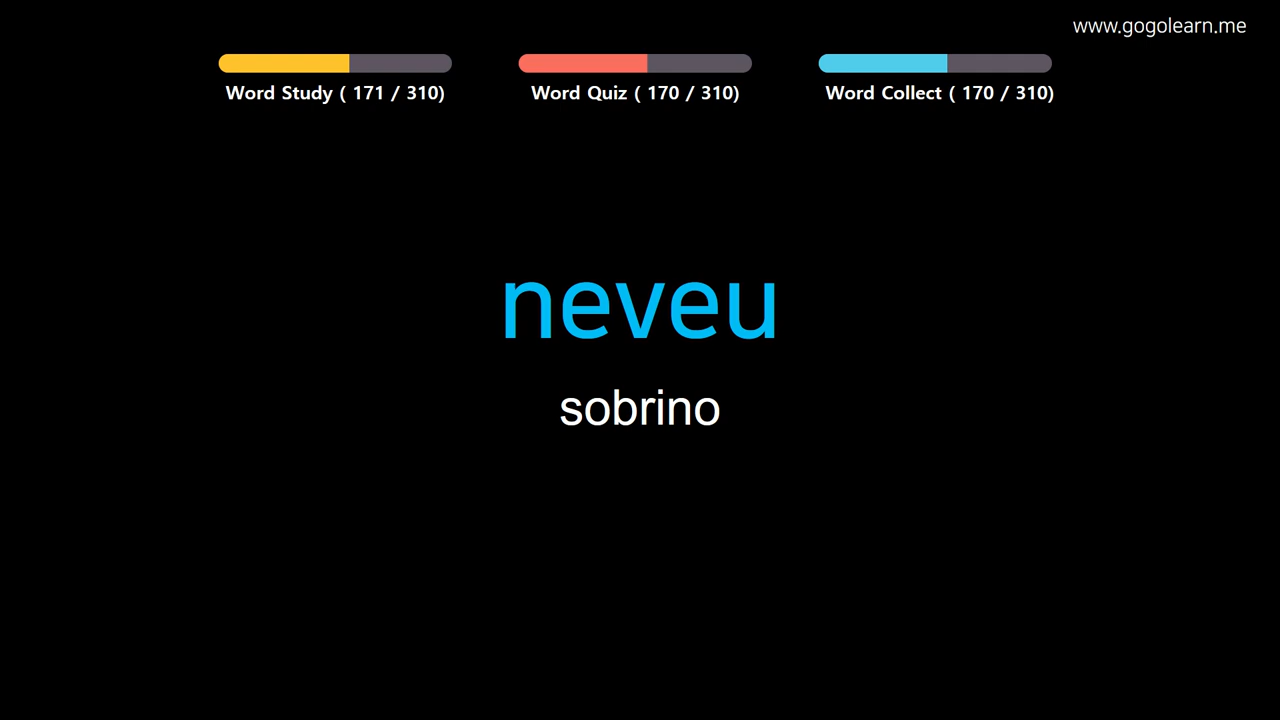 www.gogolearn.me
Word Study ( 171 / 310)
Word Quiz ( 170 / 310)
Word Collect ( 170 / 310)
neveu
sobrino